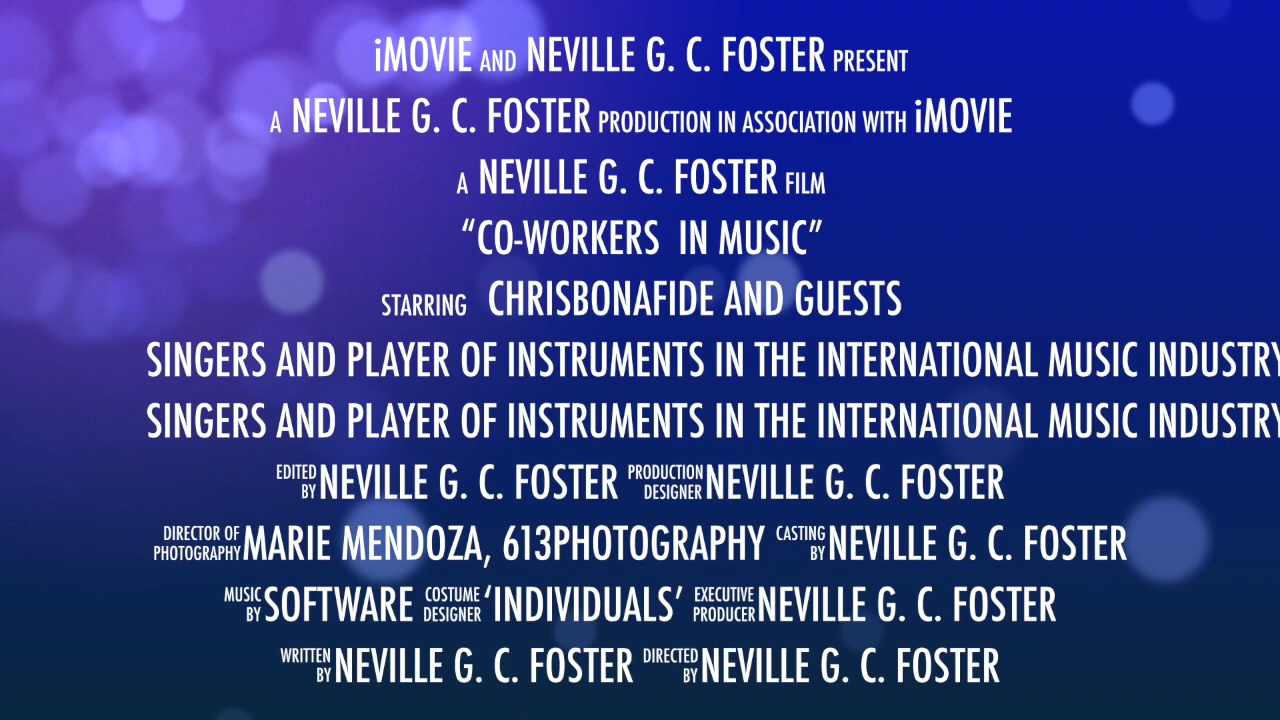 iMOVIE AND NEVILLE G. C. FOSTER PRESENT
A NEVILLE G. C. FOSTER PRODUCTION IN ASSOCIATION WITH iMOVIE
A NEVILLE G. C. FOSTER FILM
“CO-WORKERS IN MUSIC”
STARRING CHRISBONAFIDE AND GUESTS
SINGERS AND PLAYER OF INSTRUMENTS IN THE INTERNATIONAL MUSIC INDUSTRY
SINGERS AND PLAYER OF INSTRUMENTS IN THE INTERNATIONAL MUSIC INDUSTRY
EDITED BY NEVILLE G. C. FOSTER PRODUCTION DESIGNER NEVILLE G. C. FOSTER
DIRECTOR OF PHOTOGRAPHY MARIE MENDOZA, 613PHOTOGRAPHY CASTING BY NEVILLE G. C. FOSTER
MUSIC BY SOFTWARE COSTUME DESIGNER ‘INDIVIDUALS’ EXECUTIVE PRODUCER NEVILLE G. C. FOSTER
WRITTEN BY NEVILLE G. C. FOSTER DIRECTED BY NEVILLE G. C. FOSTER